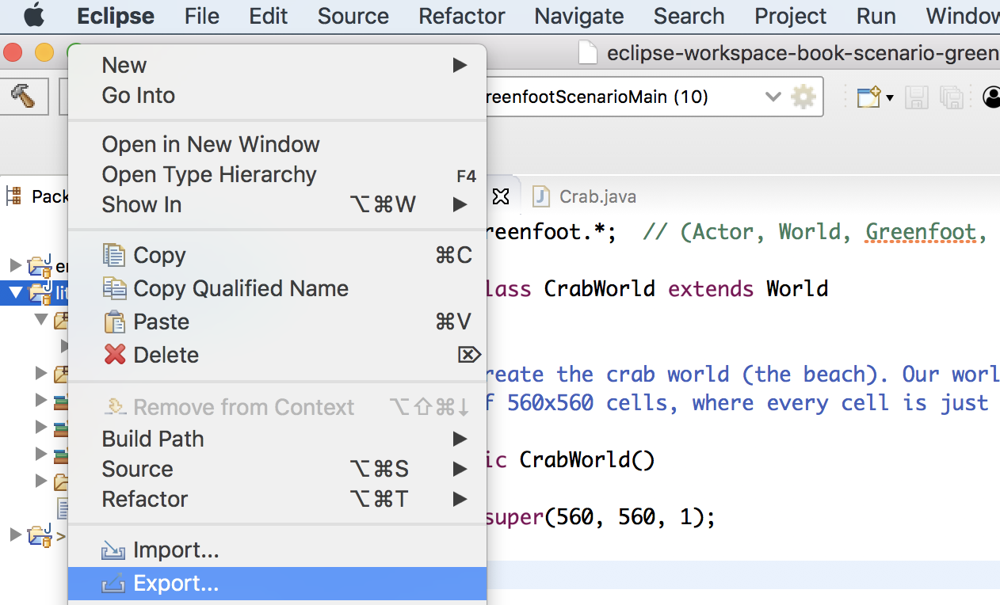 Eclipse File Edit Source Refactor Navigate Search Project Run Window
eclipse-workspace-book-scenario-green
reenfootScenarioMain (10)
New
Go Into
Open in New Window
Open Type Hierarchy F4
Show In ⌥⌘W
Pack
Crab.java
reenfoot.*; // (Actor, World, Greenfoot,
Copy ⌘C
er
lass CrabWorld extends World
Copy Qualified Name
lit
Paste ⌘V
Delete ⌦
reate the crab world (the beach). Our worl
f 560x560 cells, where every cell is just
Remove from Context ⌥⇧⌘↓
Build Path
ic CrabWorld()
Source ⌥⌘S
Refactor ⌥⌘T
super(560, 560, 1);
>
Import...
Export...